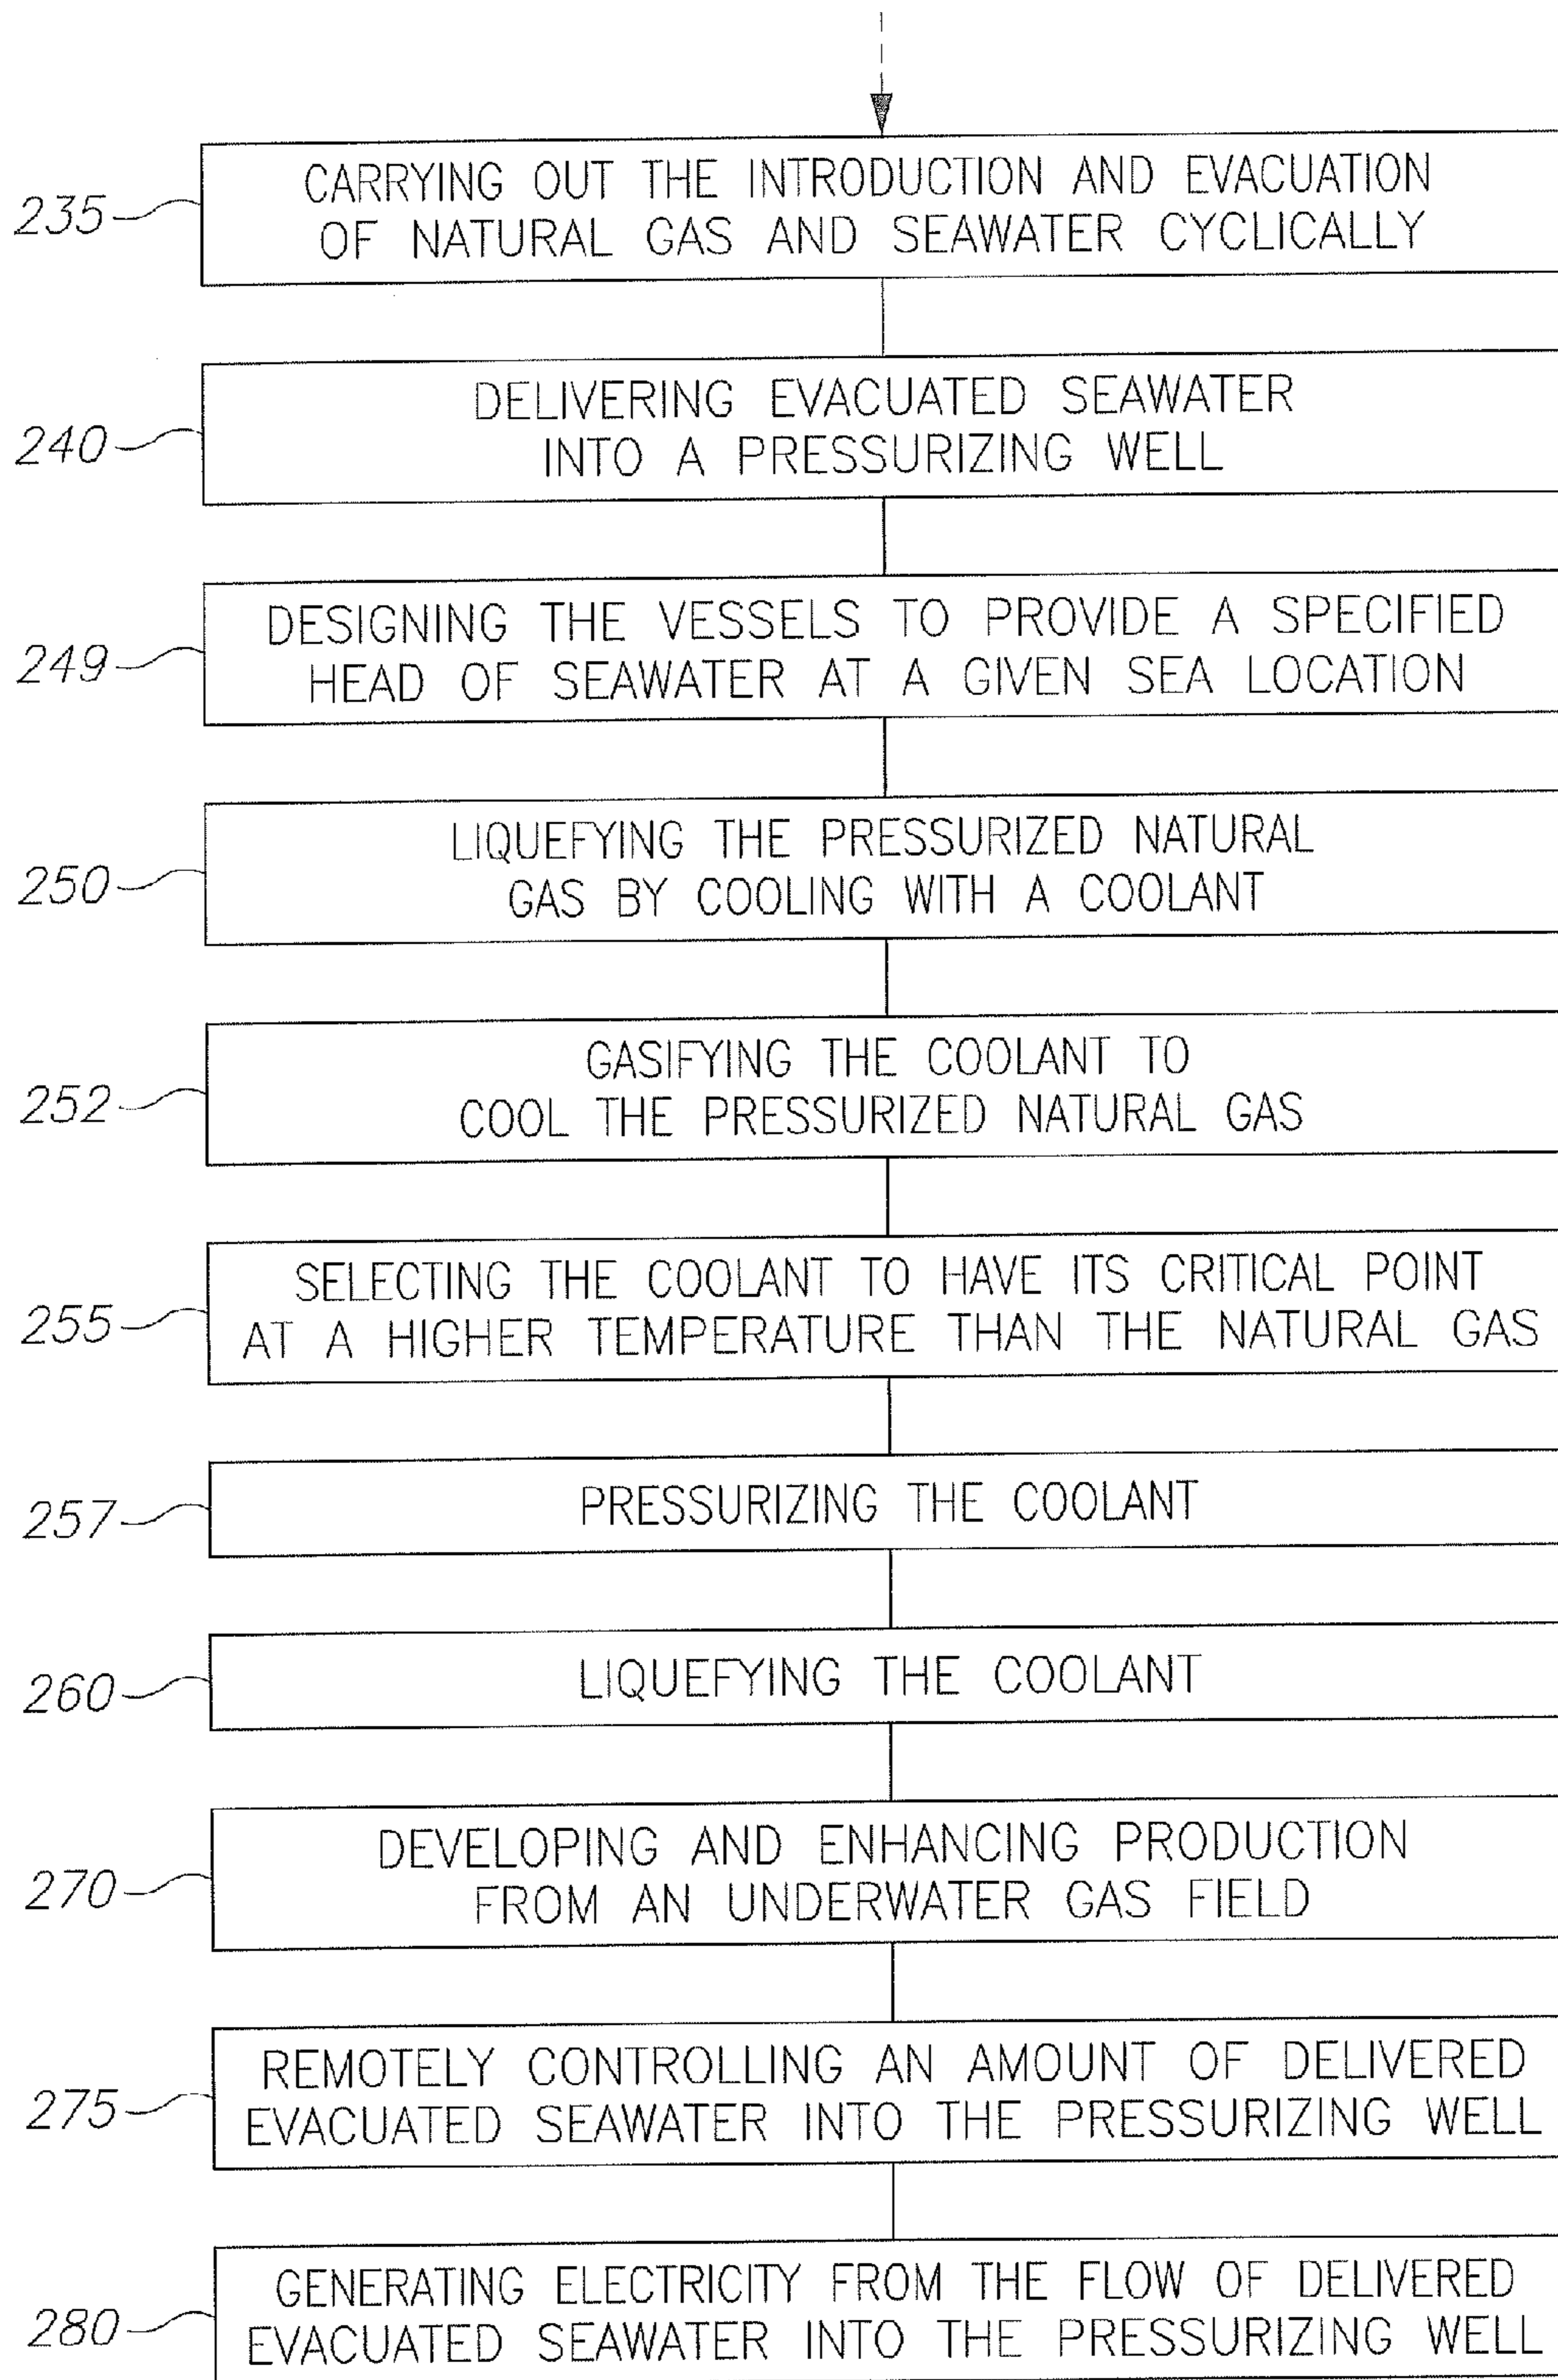 235
CARRYING OUT THE INTRODUCTION AND EVACUATION
OF NATURAL GAS AND SEAWATER CYCLICALLY
240
DELIVERING EVACUATED SEAWATER
INTO A PRESSURIZING WELL
249
DESIGNING THE VESSELS TO PROVIDE A SPECIFIED
HEAD OF SEAWATER AT A GIVEN SEA LOCATION
250
LIQUEFYING THE PRESSURIZED NATURAL
GAS BY COOLING WITH A COOLANT
252
GASIFYING THE COOLANT TO
COOL THE PRESSURIZED NATURAL GAS
255
SELECTING THE COOLANT TO HAVE ITS CRITICAL POINT
AT A HIGHER TEMPERATURE THAN THE NATURAL GAS
257
PRESSURIZING THE COOLANT
260
LIQUEFYING THE COOLANT
270
DEVELOPING AND ENHANCING PRODUCTION
FROM AN UNDERWATER GAS FIELD
275
REMOTELY CONTROLLING AN AMOUNT OF DELIVERED
EVACUATED SEAWATER INTO THE PRESSURIZING WELL
280
GENERATING ELECTRICITY FROM THE FLOW OF DELIVERED
EVACUATED SEAWATER INTO THE PRESSURIZING WELL